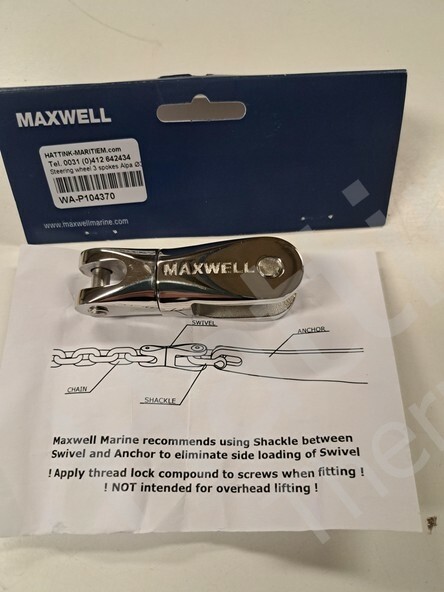 MAXWELL
HATTINK-MARITIEM.com
Tel. 0031 (0)412 642434
Steering wheel 3 spokes Alpa
WA-P104370
www.maxwellmarine.com
MAXWELL
SWIVEL
ANCHOR
CHAIN
SHACKLE
Maxwell Marine recommends using Shackle between
Swivel and Anchor to eliminate side loading of Swivel
! Apply thread lock compound to screws when fitting !
! NOT intended for overhead lifting !